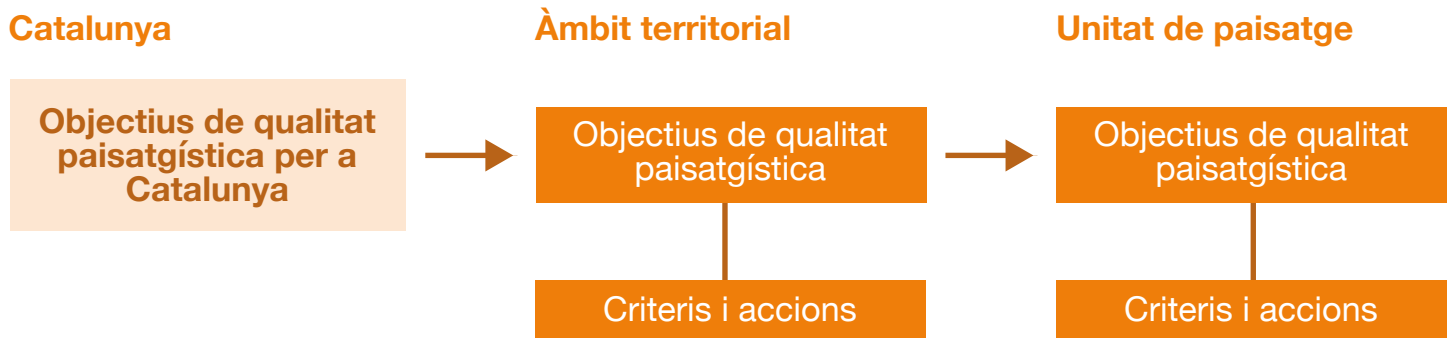 Catalunya
Àmbit territorial
Unitat de paisatge
Objectius de qualitat
paisatgística per a
Catalunya
Objectius de qualitat
paisatgística
Objectius de qualitat
paisatgística
Criteris i accions
Criteris i accions